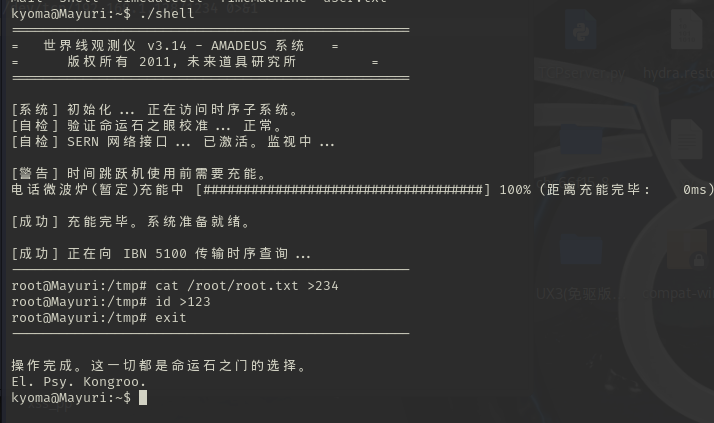 kyoma@Mayuri:~$ ./shell
==================================================
=   世界线观测仪 v3.14 - AMADEUS 系统   =
=      版权所有 2011, 未来道具研究所         =
==================================================
[系统] 初始化 ... 正在访问时序子系统。
[自检] 验证命运石之眼校准 ... 正常。
[自检] SERN 网络接口 ... 已激活。监视中 ...
[警告] 时间跳跃机使用前需要充能。
电话微波炉(暂定)充能中 [###################################] 100% (距离充能完毕:    0ms)
[成功] 充能完毕。系统准备就绪。
[成功] 正在向 IBN 5100 传输时序查询 ...
--------------------------------------------------
root@Mayuri:/tmp# cat /root/root.txt >234
root@Mayuri:/tmp# id >123
root@Mayuri:/tmp# exit
--------------------------------------------------
操作完成。这一切都是命运石之门的选择。
El. Psy. Kongroo.
kyoma@Mayuri:~$
hydra.resto